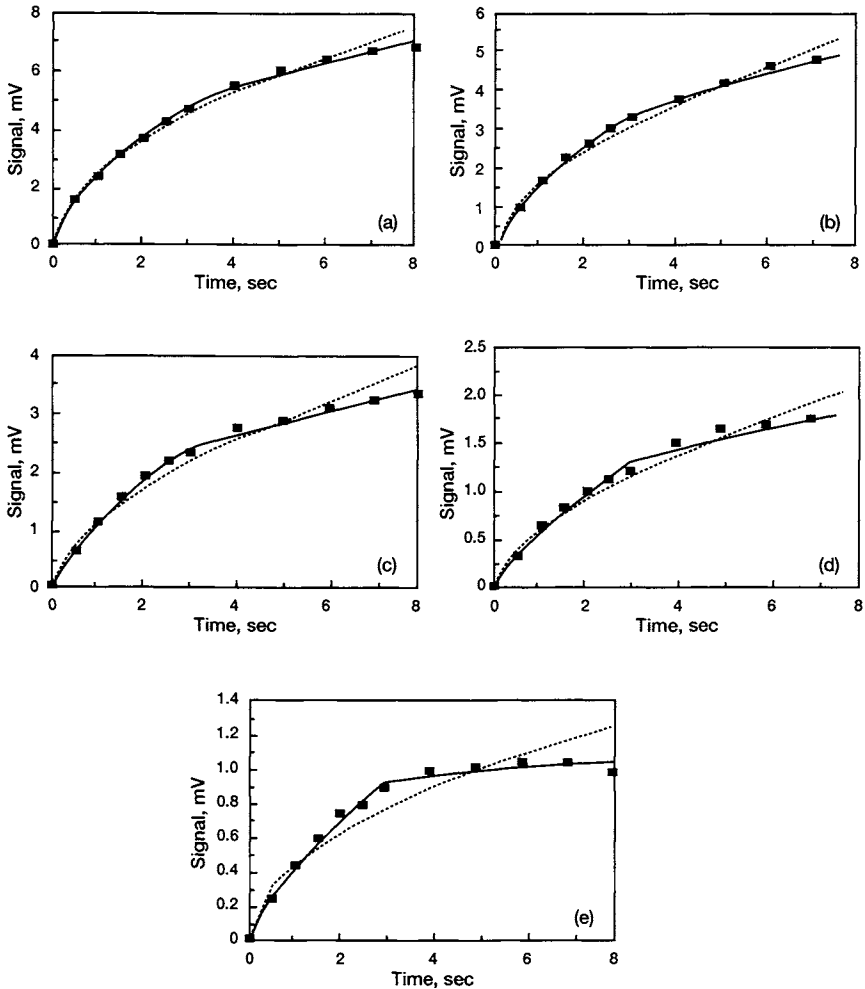 8
6
4
2
0
Signal, mV
0 2 4 6 8
Time, sec
(a)
6
5
4
3
2
1
0
Signal, mV
0 2 4 6 8
Time, sec
(b)
4
3
2
1
0
Signal, mV
0 2 4 6 8
Time, sec
(c)
2.5
2.0
1.5
1.0
0.5
0
Signal, mV
0 2 4 6 8
Time, sec
(d)
1.4
1.2
1.0
0.8
0.6
0.4
0.2
0
Signal, mV
0 2 4 6 8
Time, sec
(e)